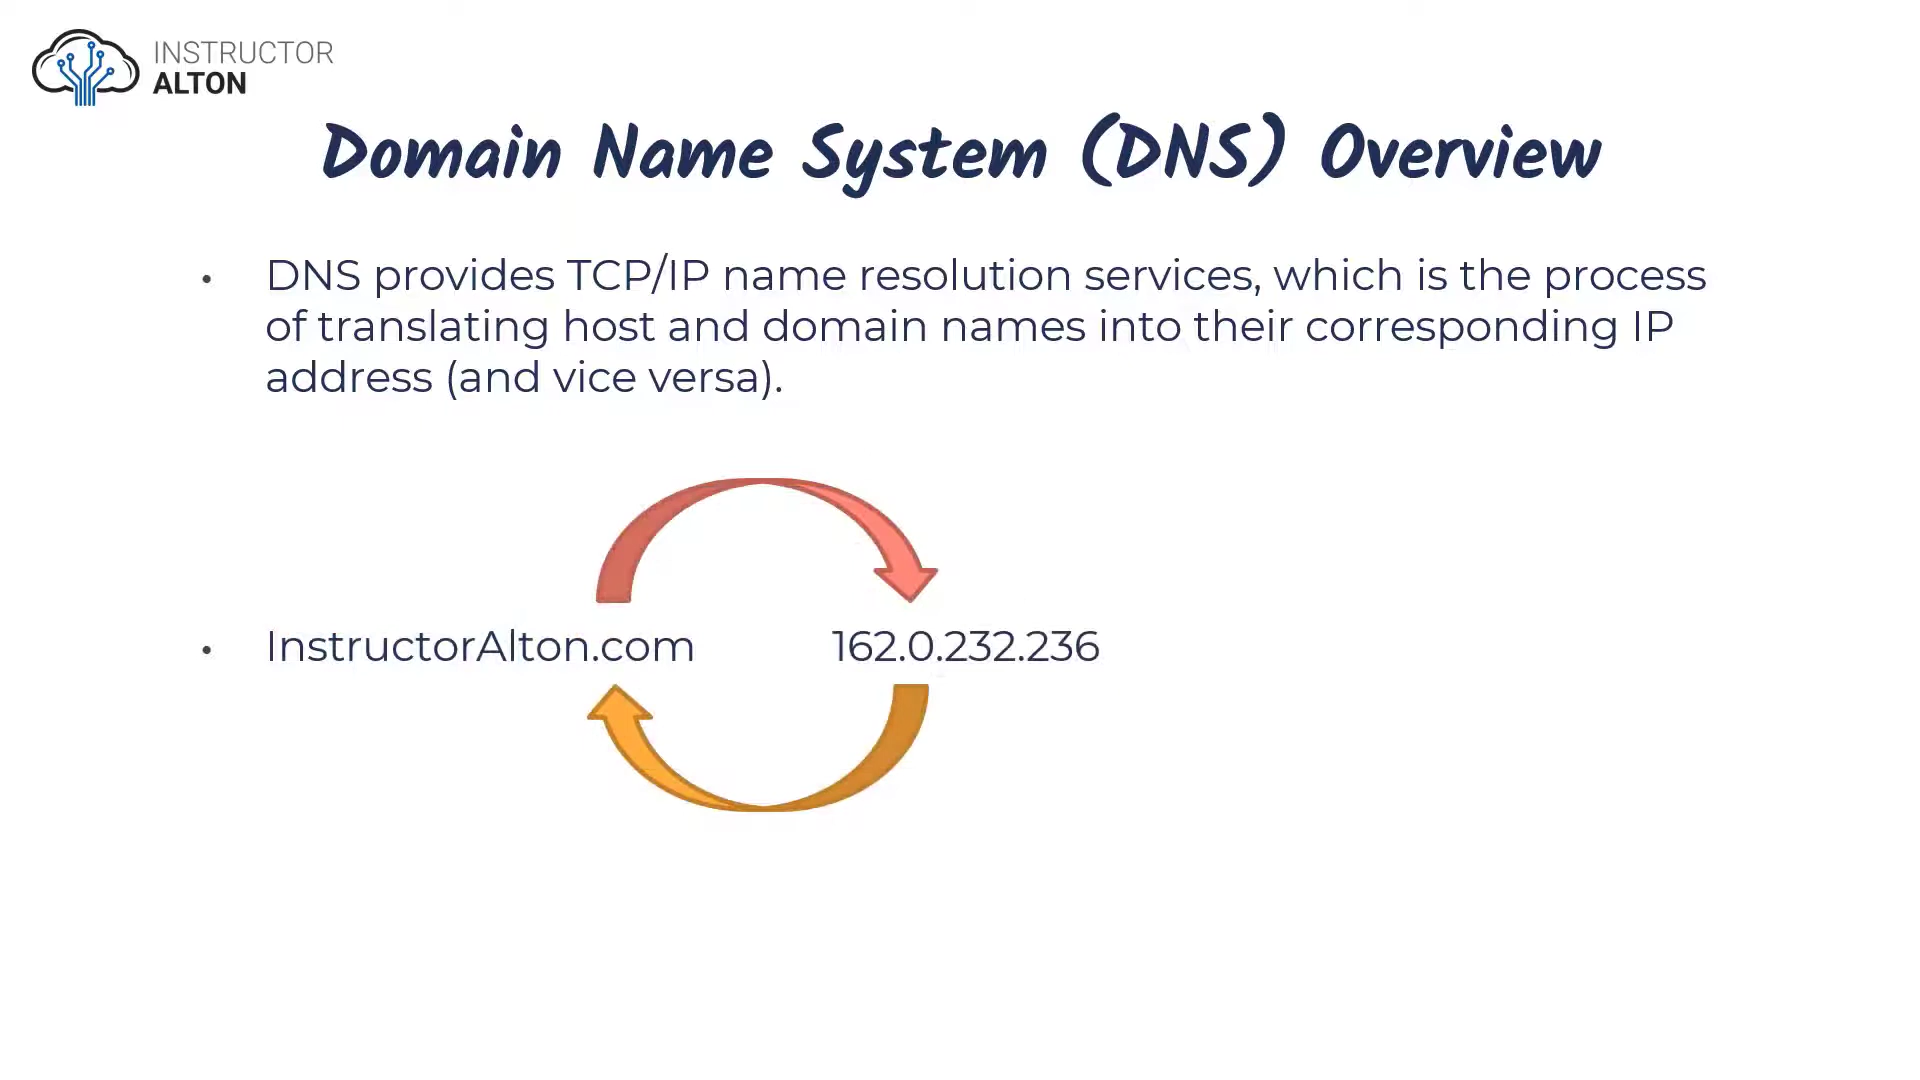 INSTRUCTOR
ALTON
Domain Name System (DNS) Overview
• DNS provides TCP/IP name resolution services, which is the process
of translating host and domain names into their corresponding IP
address (and vice versa).
• InstructorAlton.com 162.0.232.236